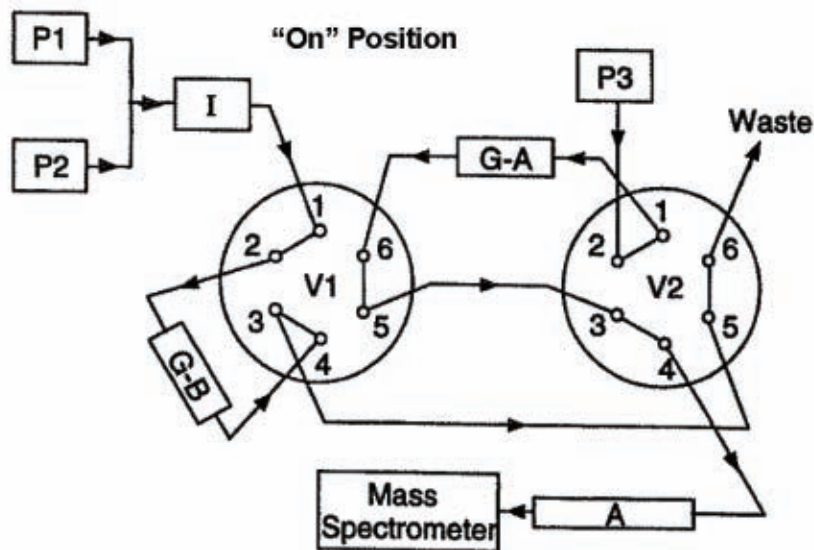 P1
"On" Position
P2
I
P3
Waste
G-A
1
2
6
V1
3
5
4
G-B
1
2
6
V2
3
5
4
Mass
Spectrometer
A